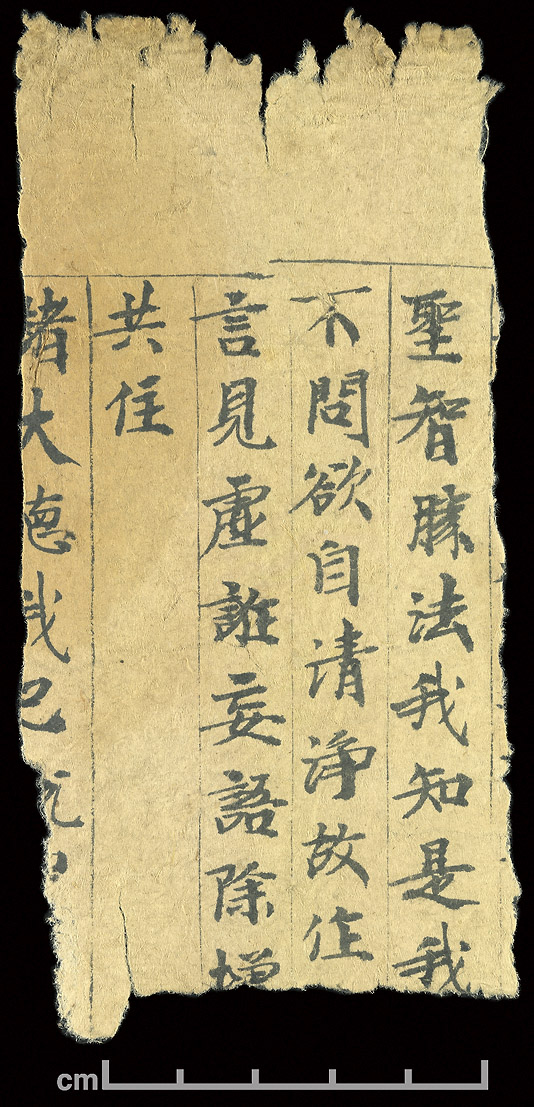 聖智勝法我知是我
不問欲自清淨故作
言見虛誑妄語除增
共住
諸大德我已
cm